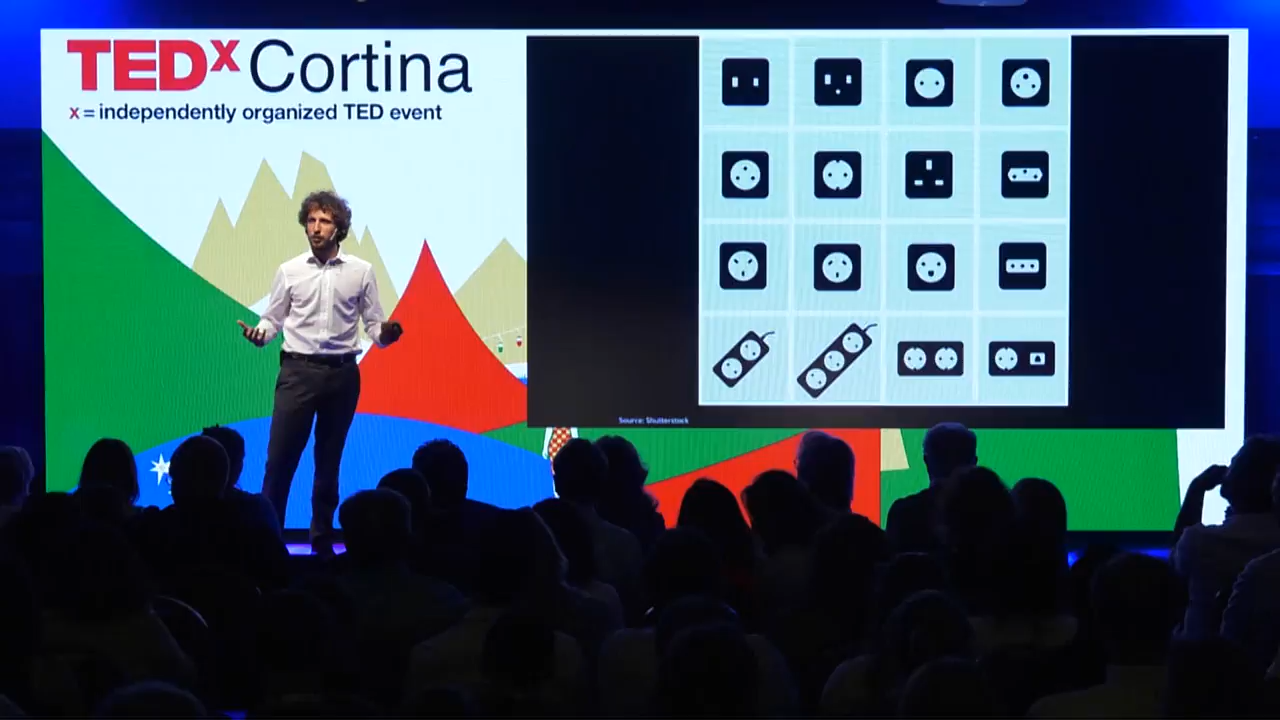 TEDx Cortina
x = independently organized TED event
Source: Shutterstock